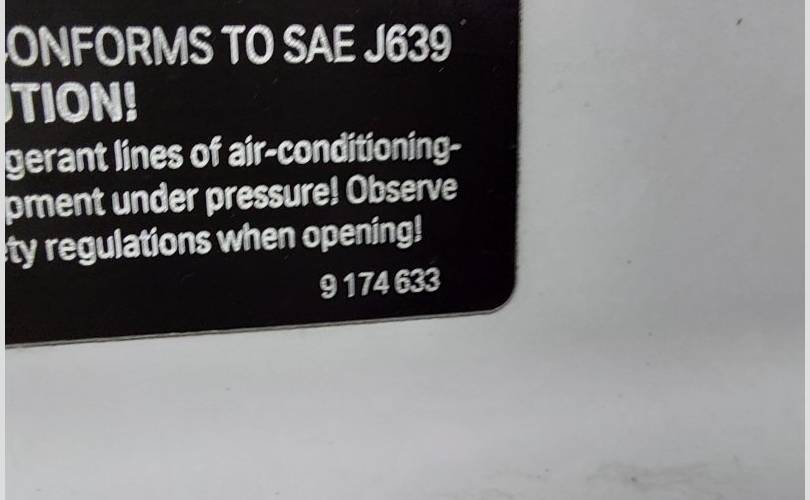 ONFORMS TO SAE J639
UTION!
gerant lines of air-conditioning-
pment under pressure! Observe
ty regulations when opening!
9 174 633